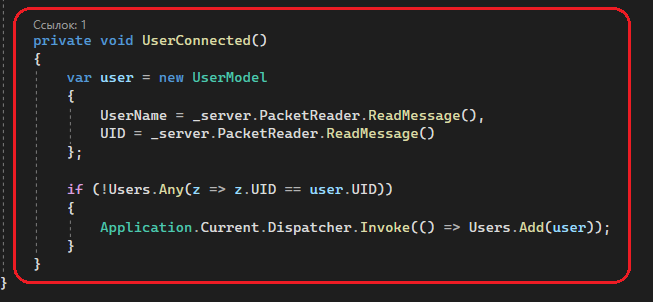 Ссылок: 1
private void UserConnected()
{
var user = new UserModel
{
UserName = _server.PacketReader.ReadMessage(),
UID = _server.PacketReader.ReadMessage()
};
if (!Users.Any(z => z.UID == user.UID))
{
Application.Current.Dispatcher.Invoke(() => Users.Add(user));
}
}
}